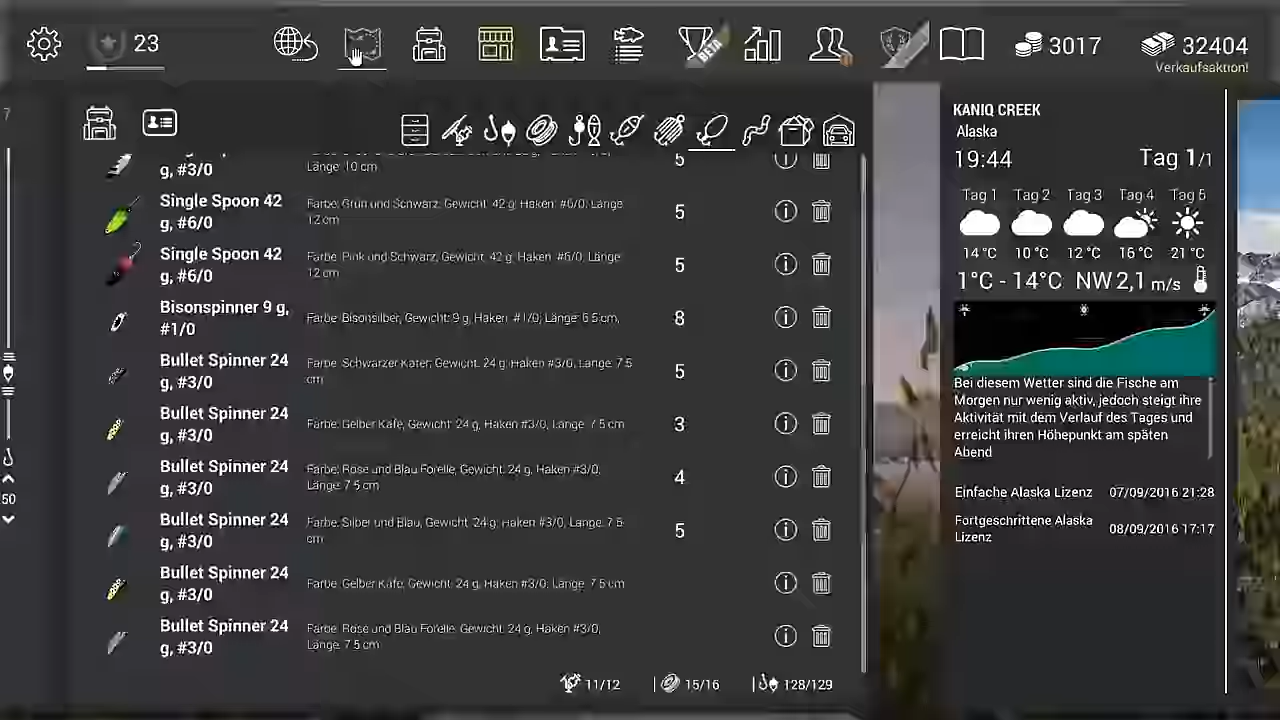 23
BETA
3017
32404
Verkaufsaktion!
7
g, #3/0
Länge: 10 cm
5
Single Spoon 42
g, #6/0
Farbe: Grün und Schwarz, Gewicht: 42 g, Haken: #6/0, Länge:
12 cm
5
Single Spoon 42
g, #6/0
Farbe: Pink und Schwarz, Gewicht: 42 g, Haken: #6/0, Länge:
12 cm
5
Bisonspinner 9 g,
#1/0
Farbe: Bisonsilber, Gewicht: 9 g, Haken: #1/0, Länge: 6.5 cm,
8
Bullet Spinner 24
g, #3/0
Farbe: Schwarzer Kater, Gewicht: 24 g, Haken #3/0, Länge: 7.5
cm
5
Bullet Spinner 24
g, #3/0
Farbe: Gelber Käfe, Gewicht: 24 g, Haken #3/0, Länge: 7.5 cm
3
Bullet Spinner 24
g, #3/0
Farbe: Rose und Blau Forelle, Gewicht: 24 g, Haken #3/0,
Länge: 7.5 cm
4
Bullet Spinner 24
g, #3/0
Farbe: Silber und Blau, Gewicht: 24 g, Haken #3/0, Länge: 7.5
cm
5
Bullet Spinner 24
g, #3/0
Farbe: Gelber Käfe, Gewicht: 24 g, Haken #3/0, Länge: 7.5 cm
Bullet Spinner 24
g, #3/0
Farbe: Rose und Blau Forelle, Gewicht: 24 g, Haken #3/0,
Länge: 7.5 cm
50
11/12
15/16
128/129
KANIQ CREEK
Alaska
19:44 Tag 1/1
Tag 1 Tag 2 Tag 3 Tag 4 Tag 5
14 °C 10 °C 12 °C 16 °C 21 °C
1°C - 14°C NW 2,1 m/s
Bei diesem Wetter sind die Fische am
Morgen nur wenig aktiv, jedoch steigt ihre
Aktivität mit dem Verlauf des Tages und
erreicht ihren Höhepunkt am späten
Abend
Einfache Alaska Lizenz 07/09/2016 21:28
Fortgeschrittene Alaska
Lizenz 08/09/2016 17:17